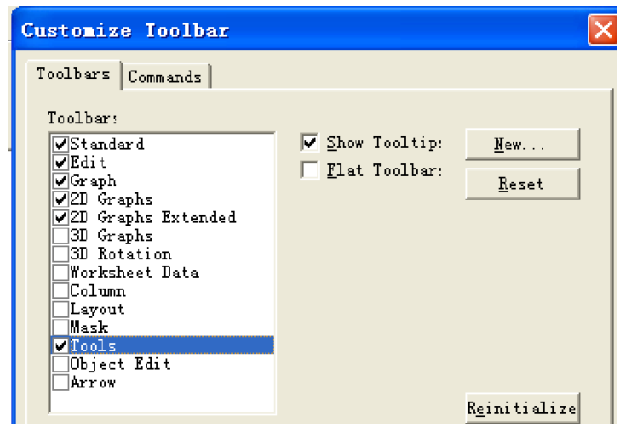 Customize Toolbar
Toolbars Commands
Toolbar:
Standard
Edit
Graph
2D Graphs
2D Graphs Extended
3D Graphs
3D Rotation
Worksheet Data
Column
Layout
Mask
Tools
Object Edit
Arrow
Show Tooltip:
Flat Toolbar:
New...
Reset
Reinitialize